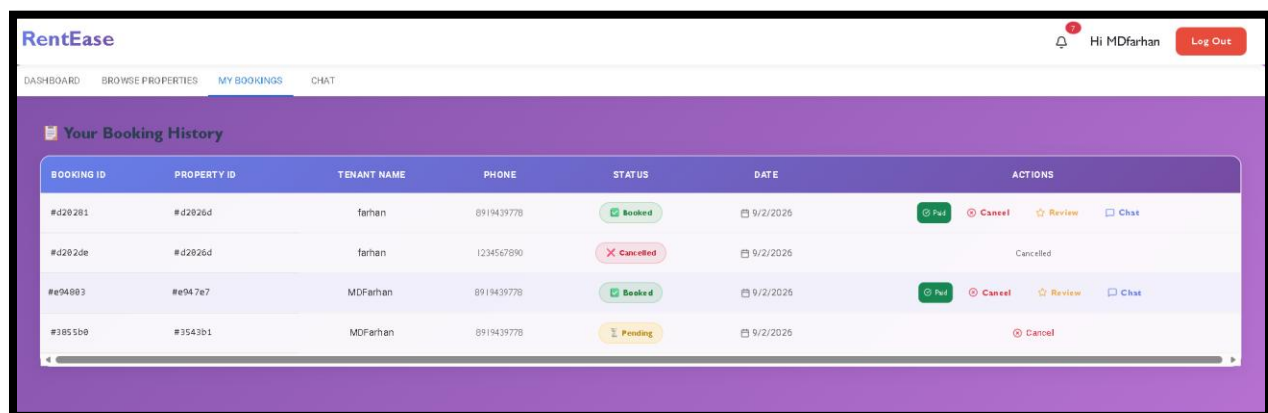 RentEase
7
Hi MDfarhan
Log Out
DASHBOARD BROWSE PROPERTIES MY BOOKINGS CHAT
Your Booking History
BOOKING ID PROPERTY ID TENANT NAME PHONE STATUS DATE ACTIONS
#d20201 #d2026d farhan 8919439778 Booked 9/2/2026 Paid Cancel Review Chat
#d202de #d2026d farhan 1234567890 Cancelled 9/2/2026 Cancelled
#e94803 #e947e7 MDFarhan 8919439778 Booked 9/2/2026 Paid Cancel Review Chat
#3055b0 #3543b1 MDFarhan 8919439778 Pending 9/2/2026 Cancel